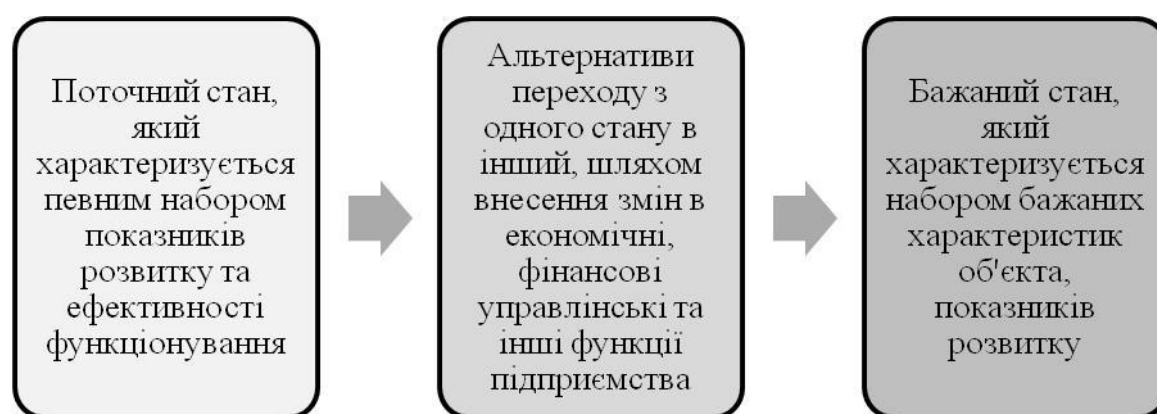 Поточний стан,
який
характеризується
певним набором
показників
розвитку та
ефективності
функціонування
Альтернативи
переходу з
одного стану в
інший, шляхом
внесення змін в
економічні,
фінансові
управлінські та
інші функції
підприємства
Бажаний стан,
який
характеризується
набором бажаних
характеристик
об'єкта,
показників
розвитку